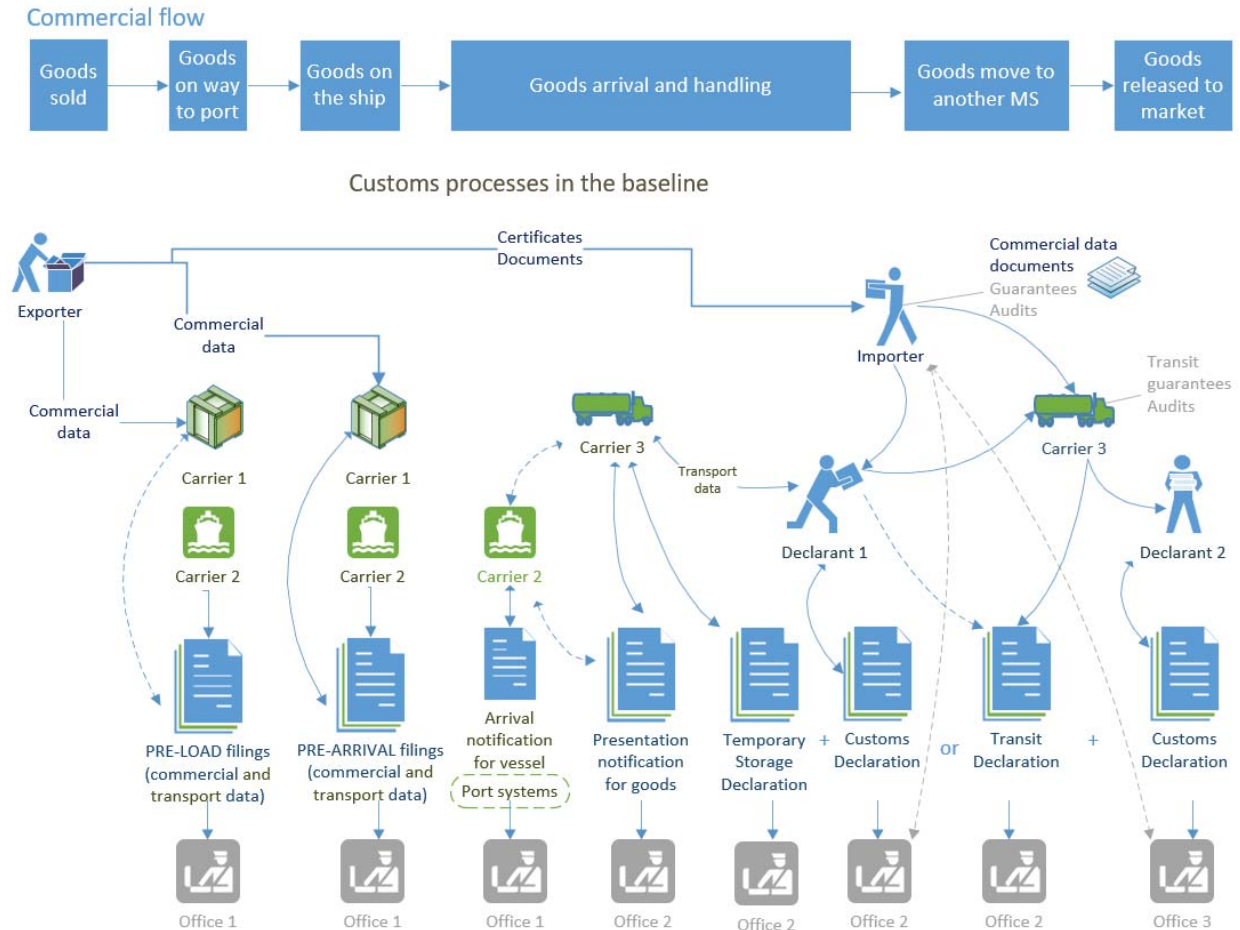 Commercial flow
Goods
sold
Goods
on way
to port
Goods on
the ship
Goods arrival and handling
Goods move to
another MS
Goods
released to
market
Customs processes in the baseline
Exporter
Certificates
Documents
Commercial data
documents
Guarantees
Audits
Commercial
data
Importer
Transit
guarantees
Audits
Commercial
data
Carrier 1
Carrier 1
Carrier 3
Transport
data
Carrier 3
Declarant 1
Declarant 2
Carrier 2
Carrier 2
Carrier 2
PRE-LOAD filings
(commercial and
transport data)
PRE-ARRIVAL filings
(commercial and
transport data)
Arrival
notification
for vessel
Port systems
Presentation
notification
for goods
Temporary
Storage
Declaration
+
Customs
Declaration
or
Transit
Declaration
+
Customs
Declaration
Office 1
Office 1
Office 1
Office 2
Office 2
Office 2
Office 2
Office 3